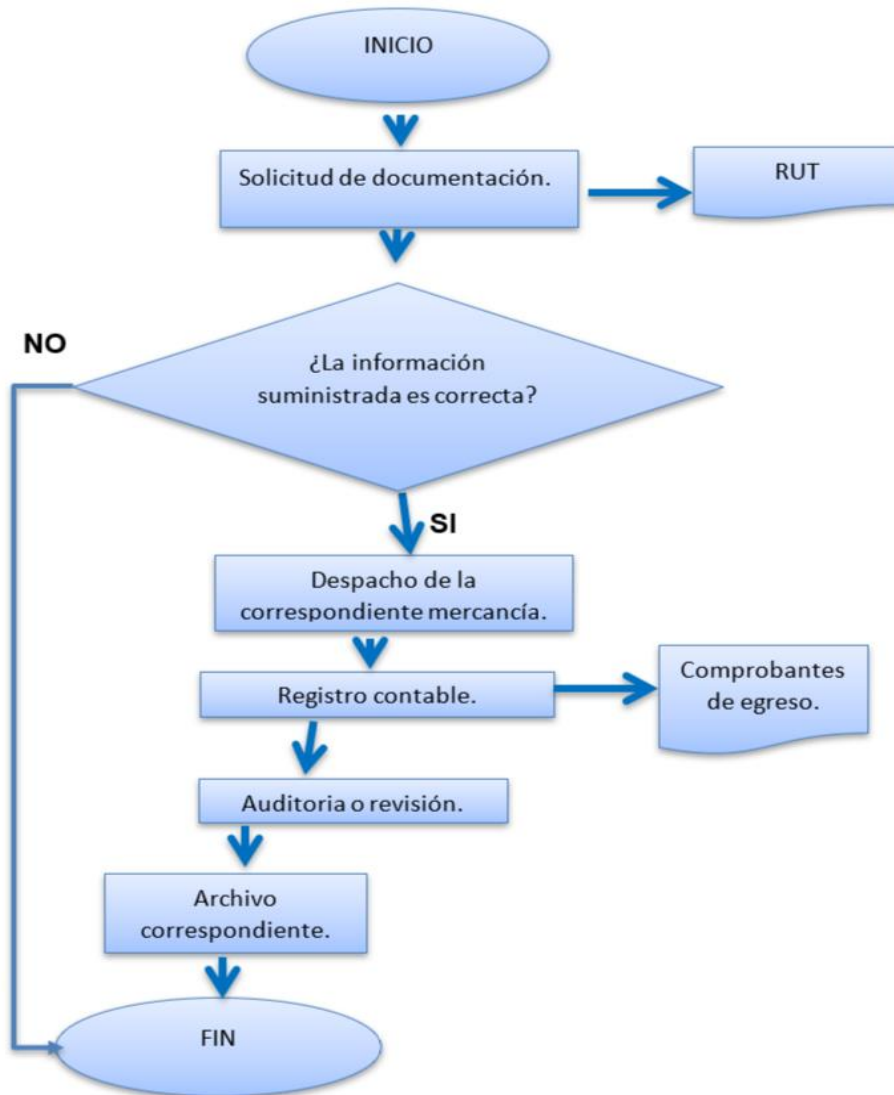 INICIO
Solicitud de documentación.
RUT
NO
¿La información
suministrada es correcta?
SI
Despacho de la
correspondiente mercancía.
Registro contable.
Comprobantes
de egreso.
Auditoria o revisión.
Archivo
correspondiente.
FIN